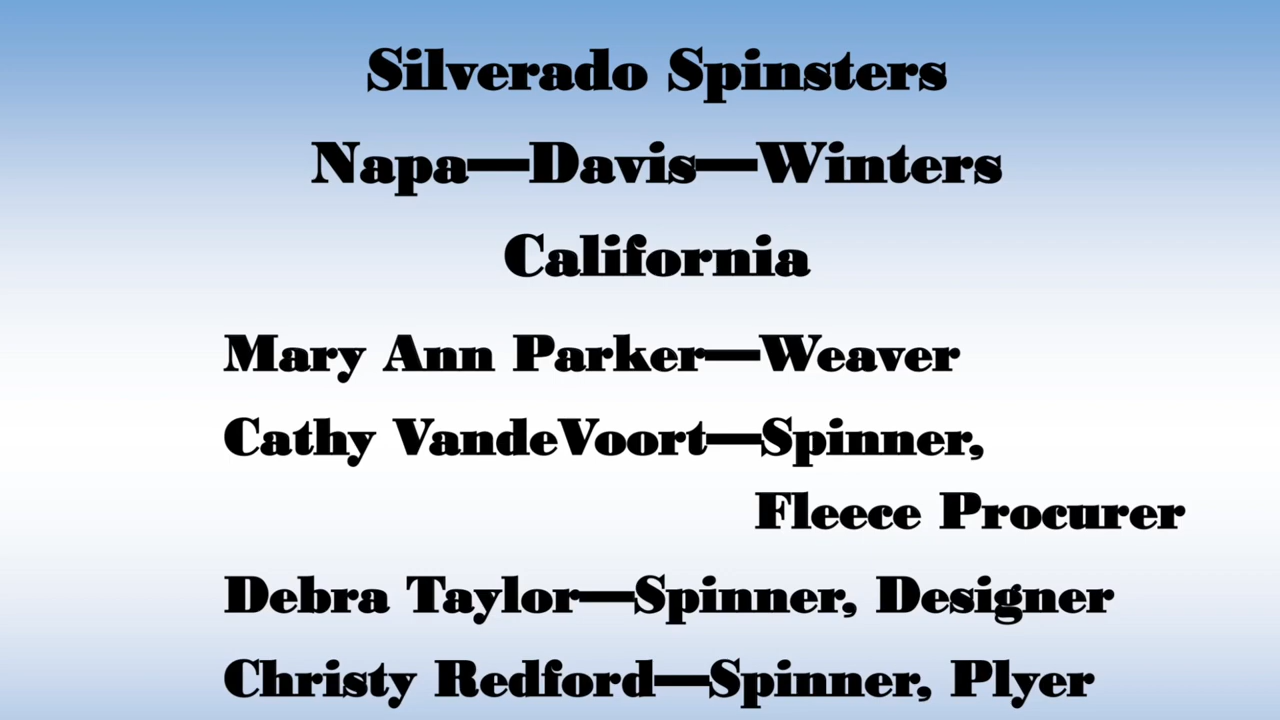 Silverado Spinsters
Napa—Davis—Winters
California
Mary Ann Parker—Weaver
Cathy VandeVoort—Spinner,
Fleece Procurer
Debra Taylor—Spinner, Designer
Christy Redford—Spinner, Plyer